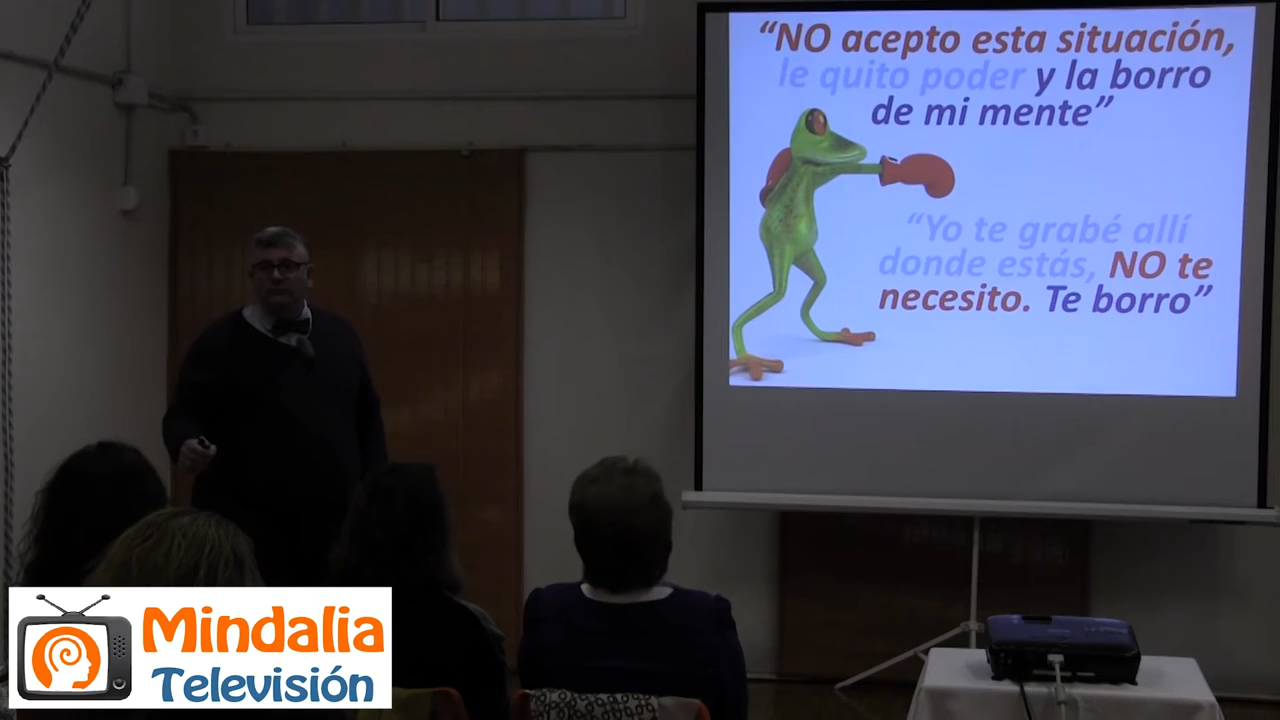 “NO acepto esta situación,
le quito poder y la borro
de mi mente”
“Yo te grabé allí
donde estás, NO te
necesito. Te borro”
Mindalia
Televisión